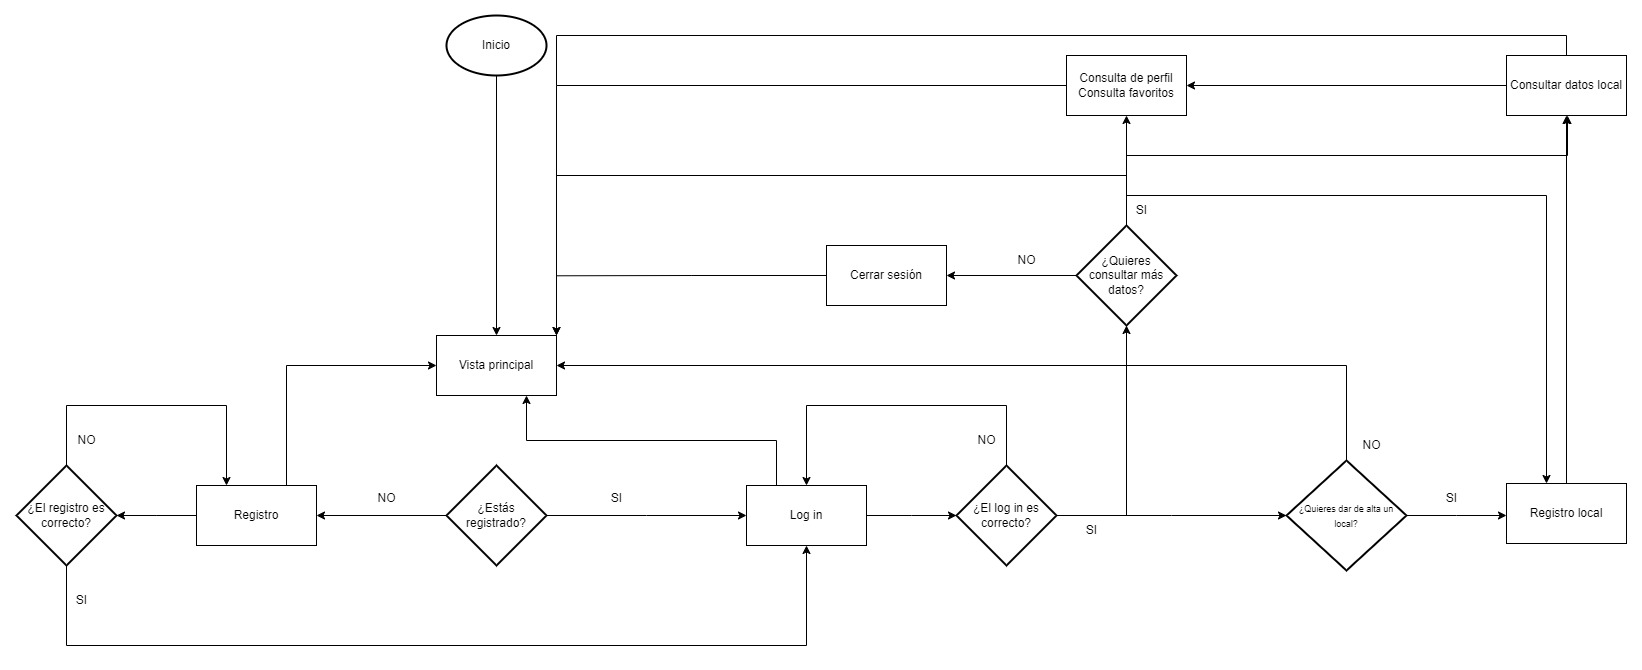 Inicio
Consulta de perfil
Consulta favoritos
Consultar datos local
SI
¿Quieres
consultar más
datos?
NO
Cerrar sesión
Vista principal
NO
¿El registro es
correcto?
SI
Registro
NO
¿Estás
registrado?
SI
Log in
NO
¿El log in es
correcto?
SI
NO
¿Quieres dar de alta un
local?
SI
Registro local